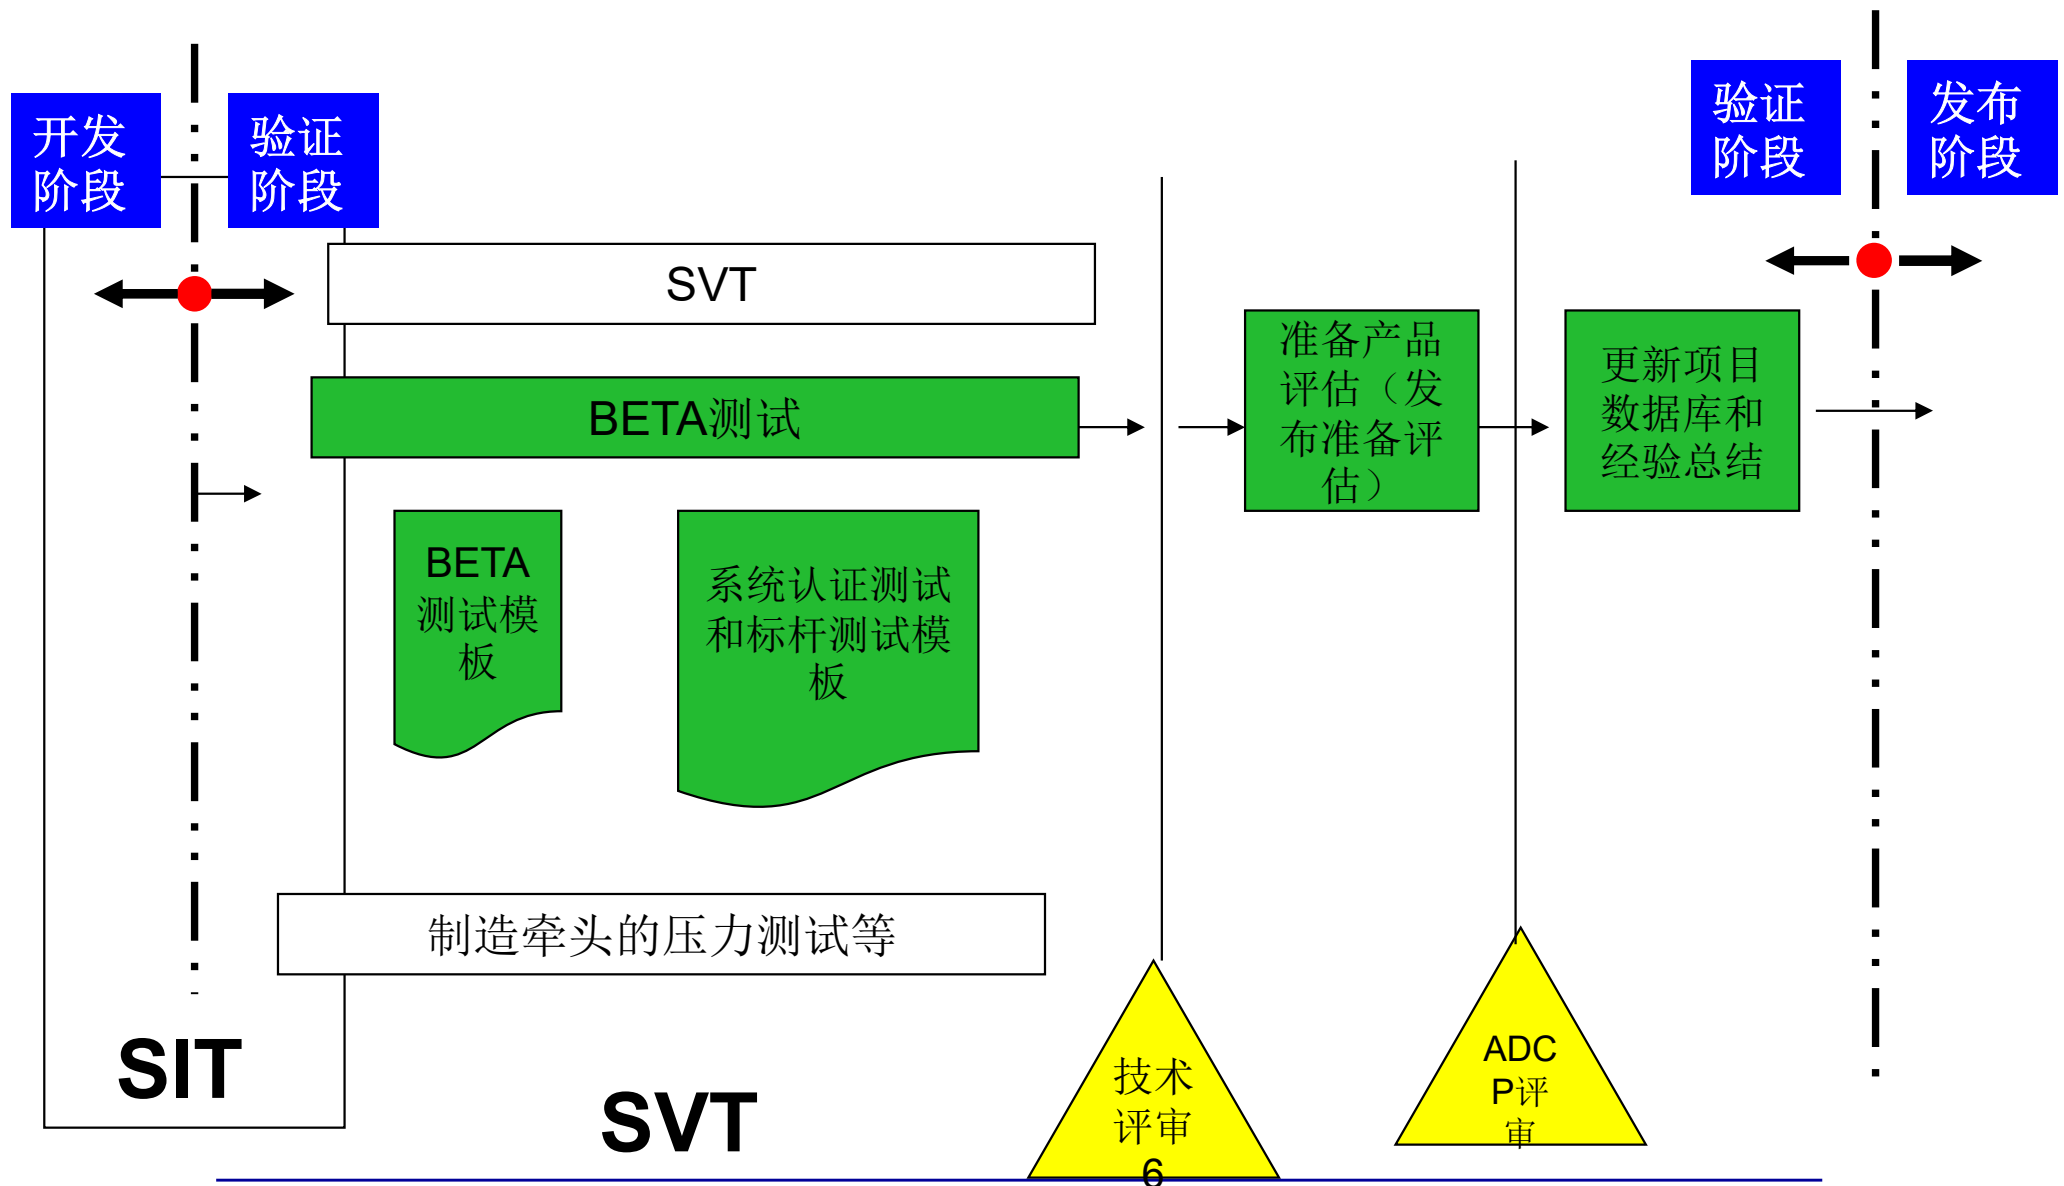 开发
阶段
验证
阶段
验证
阶段
发布
阶段
SVT
BETA测试
准备产品
评估（发
布准备评
估）
更新项目
数据库和
经验总结
BETA
测试模
板
系统认证测试
和标杆测试模
板
制造牵头的压力测试等
SIT
SVT
技术
评审
6
ADC
P评
审